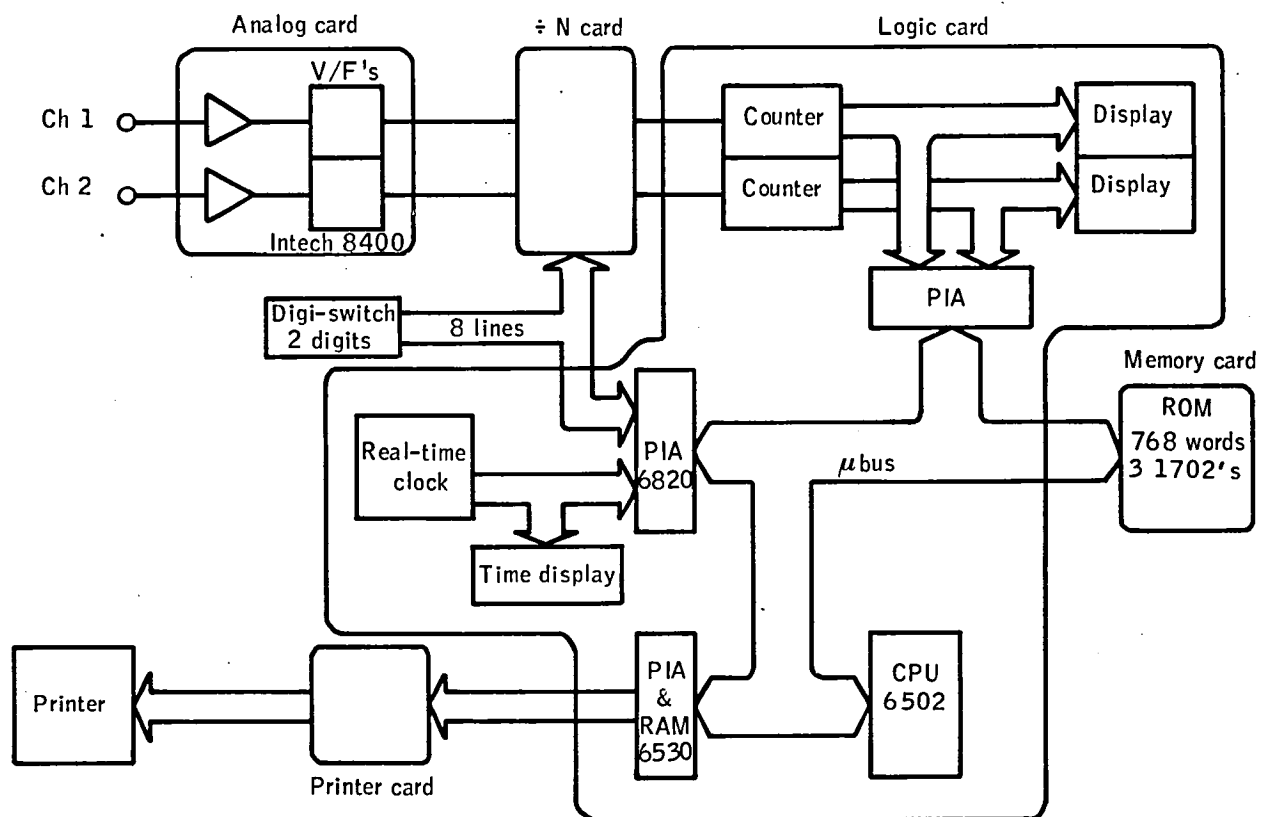 Analog card
÷ N card
Logic card
V/F's
Ch 1
Ch 2
Intech 8400
Counter
Counter
Display
Display
PIA
Digi-switch
2 digits
8 lines
Memory card
ROM
768 words
3 1702's
Real-time
clock
PIA
6820
μbus
Time display
Printer
Printer card
PIA
&
RAM
6530
CPU
6502